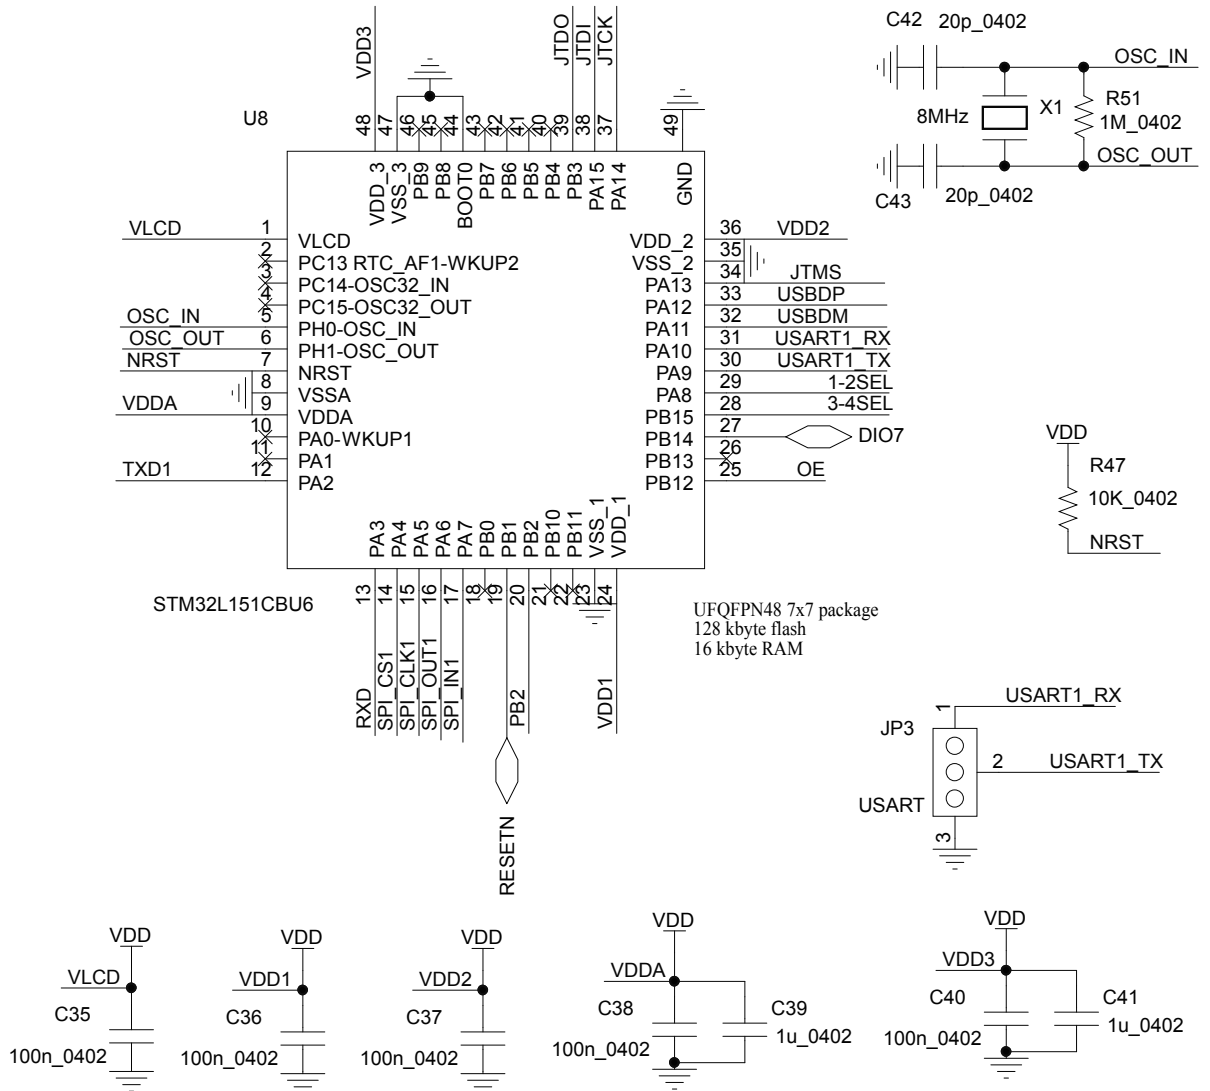 C42 20p_0402
OSC_IN
8MHz
X1
R51
1M_0402
OSC_OUT
C43
20p_0402
VDD3
JTDO
JTDI
JTCK
U8
48
47
46
45
44
43
42
41
40
39
38
37
49
VDD_3
VSS_3
PB9
PB8
BOOT0
PB7
PB6
PB5
PB4
PB3
PA15
PA14
GND
VLCD 1 VLCD
2 PC13 RTC_AF1-WKUP2
3 PC14-OSC32_IN
4 PC15-OSC32_OUT
OSC_IN 5 PH0-OSC_IN
OSC_OUT 6 PH1-OSC_OUT
NRST 7 NRST
8 VSSA
VDDA 9 VDDA
10 PA0-WKUP1
11 PA1
TXD1 12 PA2
VDD_2 36 VDD2
VSS_2 35
PA13 34 JTMS
PA12 33 USBDP
PA11 32 USBDM
PA10 31 USART1_RX
PA9 30 USART1_TX
PA8 29 1-2SEL
PB15 28 3-4SEL
PB14 27 DIO7
PB13 26
PB12 25 OE
PA3
PA4
PA5
PA6
PA7
PB0
PB1
PB2
PB10
PB11
VSS_1
VDD_1
13
14
15
16
17
18
19
20
21
22
23
24
STM32L151CBU6
RXD
SPI_CS1
SPI_CLK1
SPI_OUT1
SPI_IN1
RESETN
PB2
VDD1
UFQFPN48 7x7 package
128 kbyte flash
16 kbyte RAM
VDD
R47
10K_0402
NRST
JP3
USART
1 USART1_RX
2 USART1_TX
3
VDD
VLCD
C35
100n_0402
VDD
VDD1
C36
100n_0402
VDD
VDD2
C37
100n_0402
VDD
VDDA
C38
100n_0402
C39
1u_0402
VDD
VDD3
C40
100n_0402
C41
1u_0402